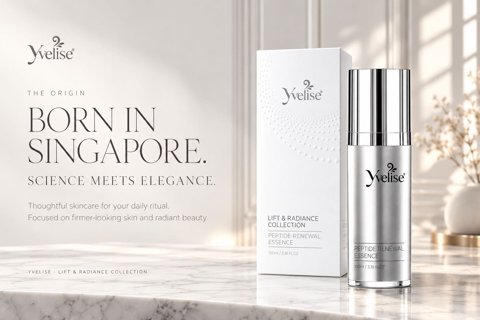 Yvelise®
THE ORIGIN
BORN IN
SINGAPORE.
SCIENCE MEETS ELEGANCE.
Thoughtful skincare for your daily ritual.
Focused on firmer-looking skin and radiant beauty.
YVELISE · LIFT & RADIANCE COLLECTION
Yvelise®
LIFT & RADIANCE
COLLECTION
PEPTIDE-RENEWAL
ESSENCE
Yvelise®
PEPTIDE-RENEWAL
ESSENCE